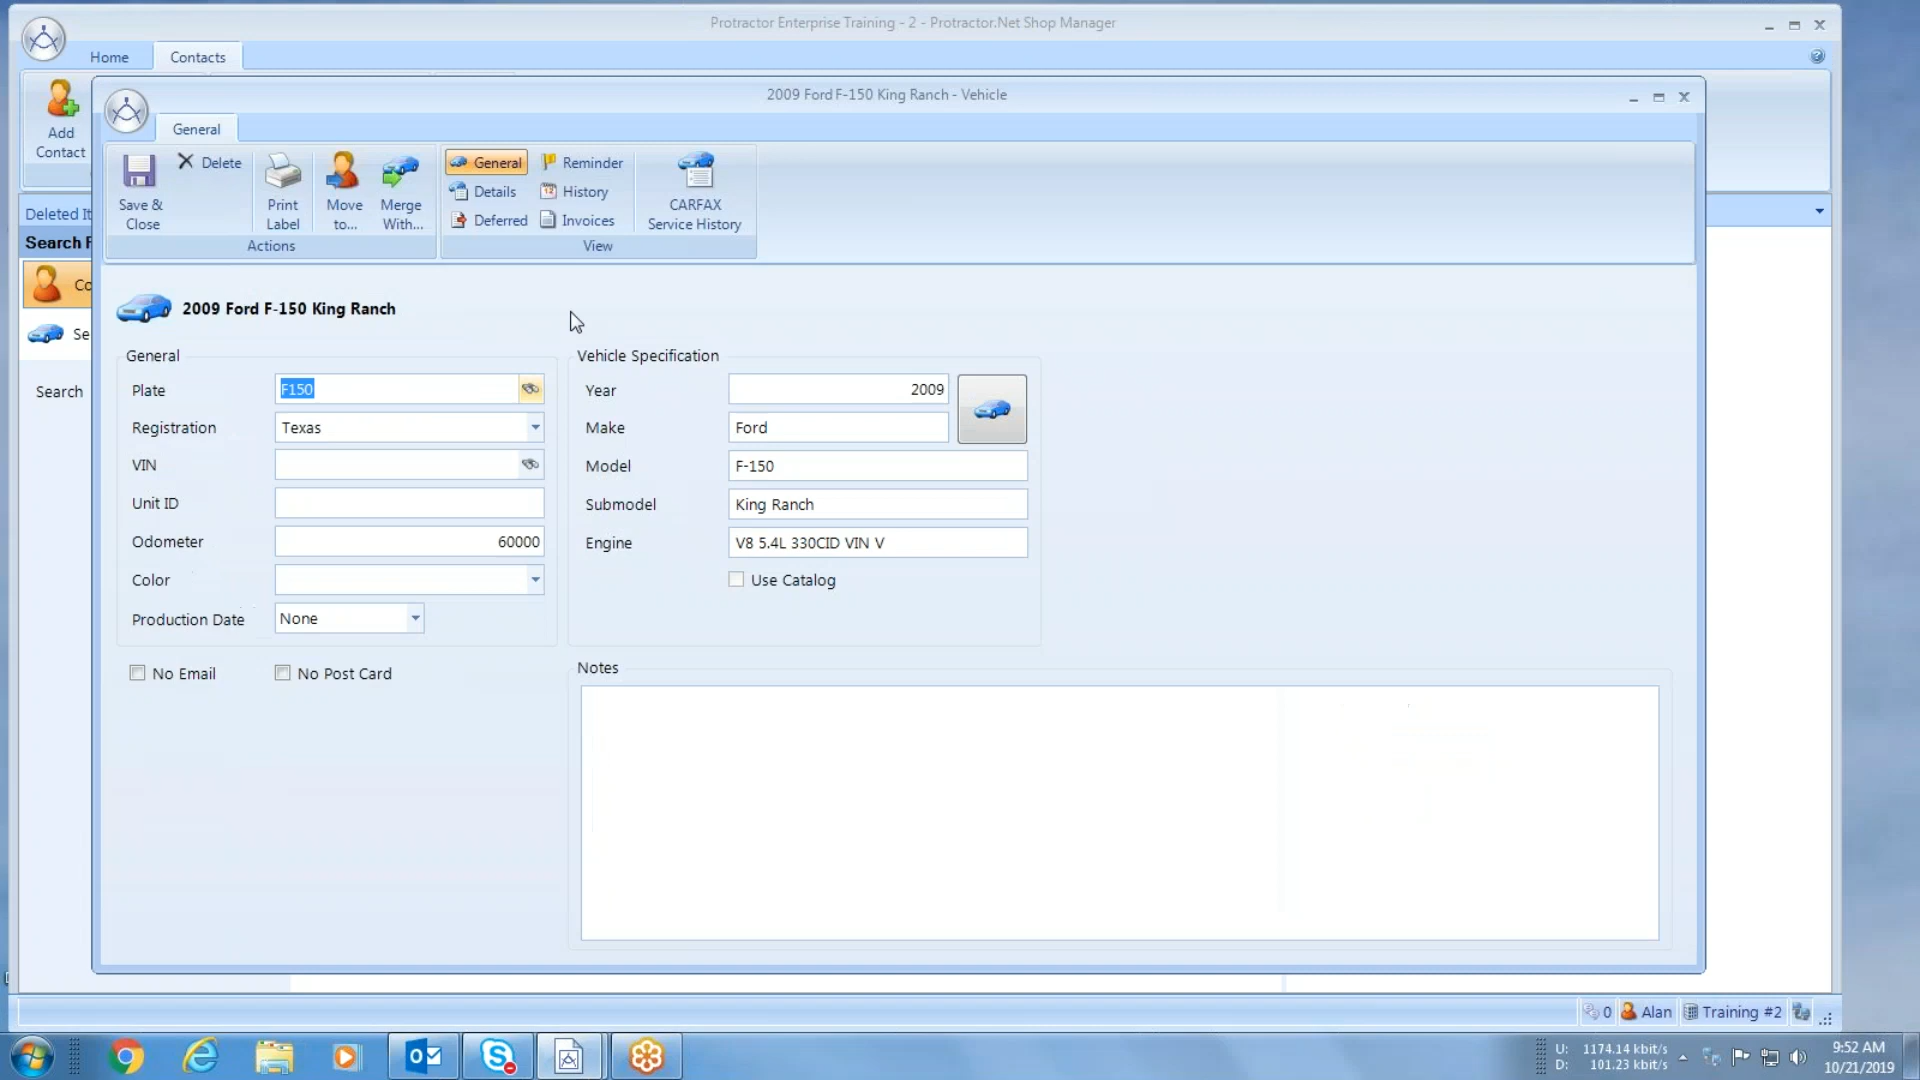 Protractor Enterprise Training - 2 - Protractor.Net Shop Manager
Home
Contacts
Add
Contact
2009 Ford F-150 King Ranch - Vehicle
General
Save &
Close
Delete
Print
Label
Move
to...
Merge
With...
Actions
General
Reminder
Details
History
Deferred
Invoices
View
CARFAX
Service History
Deleted It
Search F
Co
Se
Search
2009 Ford F-150 King Ranch
General
Plate
F150
Registration
Texas
VIN
Unit ID
Odometer
60000
Color
Production Date
None
No Email
No Post Card
Vehicle Specification
Year
2009
Make
Ford
Model
F-150
Submodel
King Ranch
Engine
V8 5.4L 330CID VIN V
Use Catalog
Notes
0
Alan
Training #2
U: 1174.14 kbit/s
D: 101.23 kbit/s
9:52 AM
10/21/2019